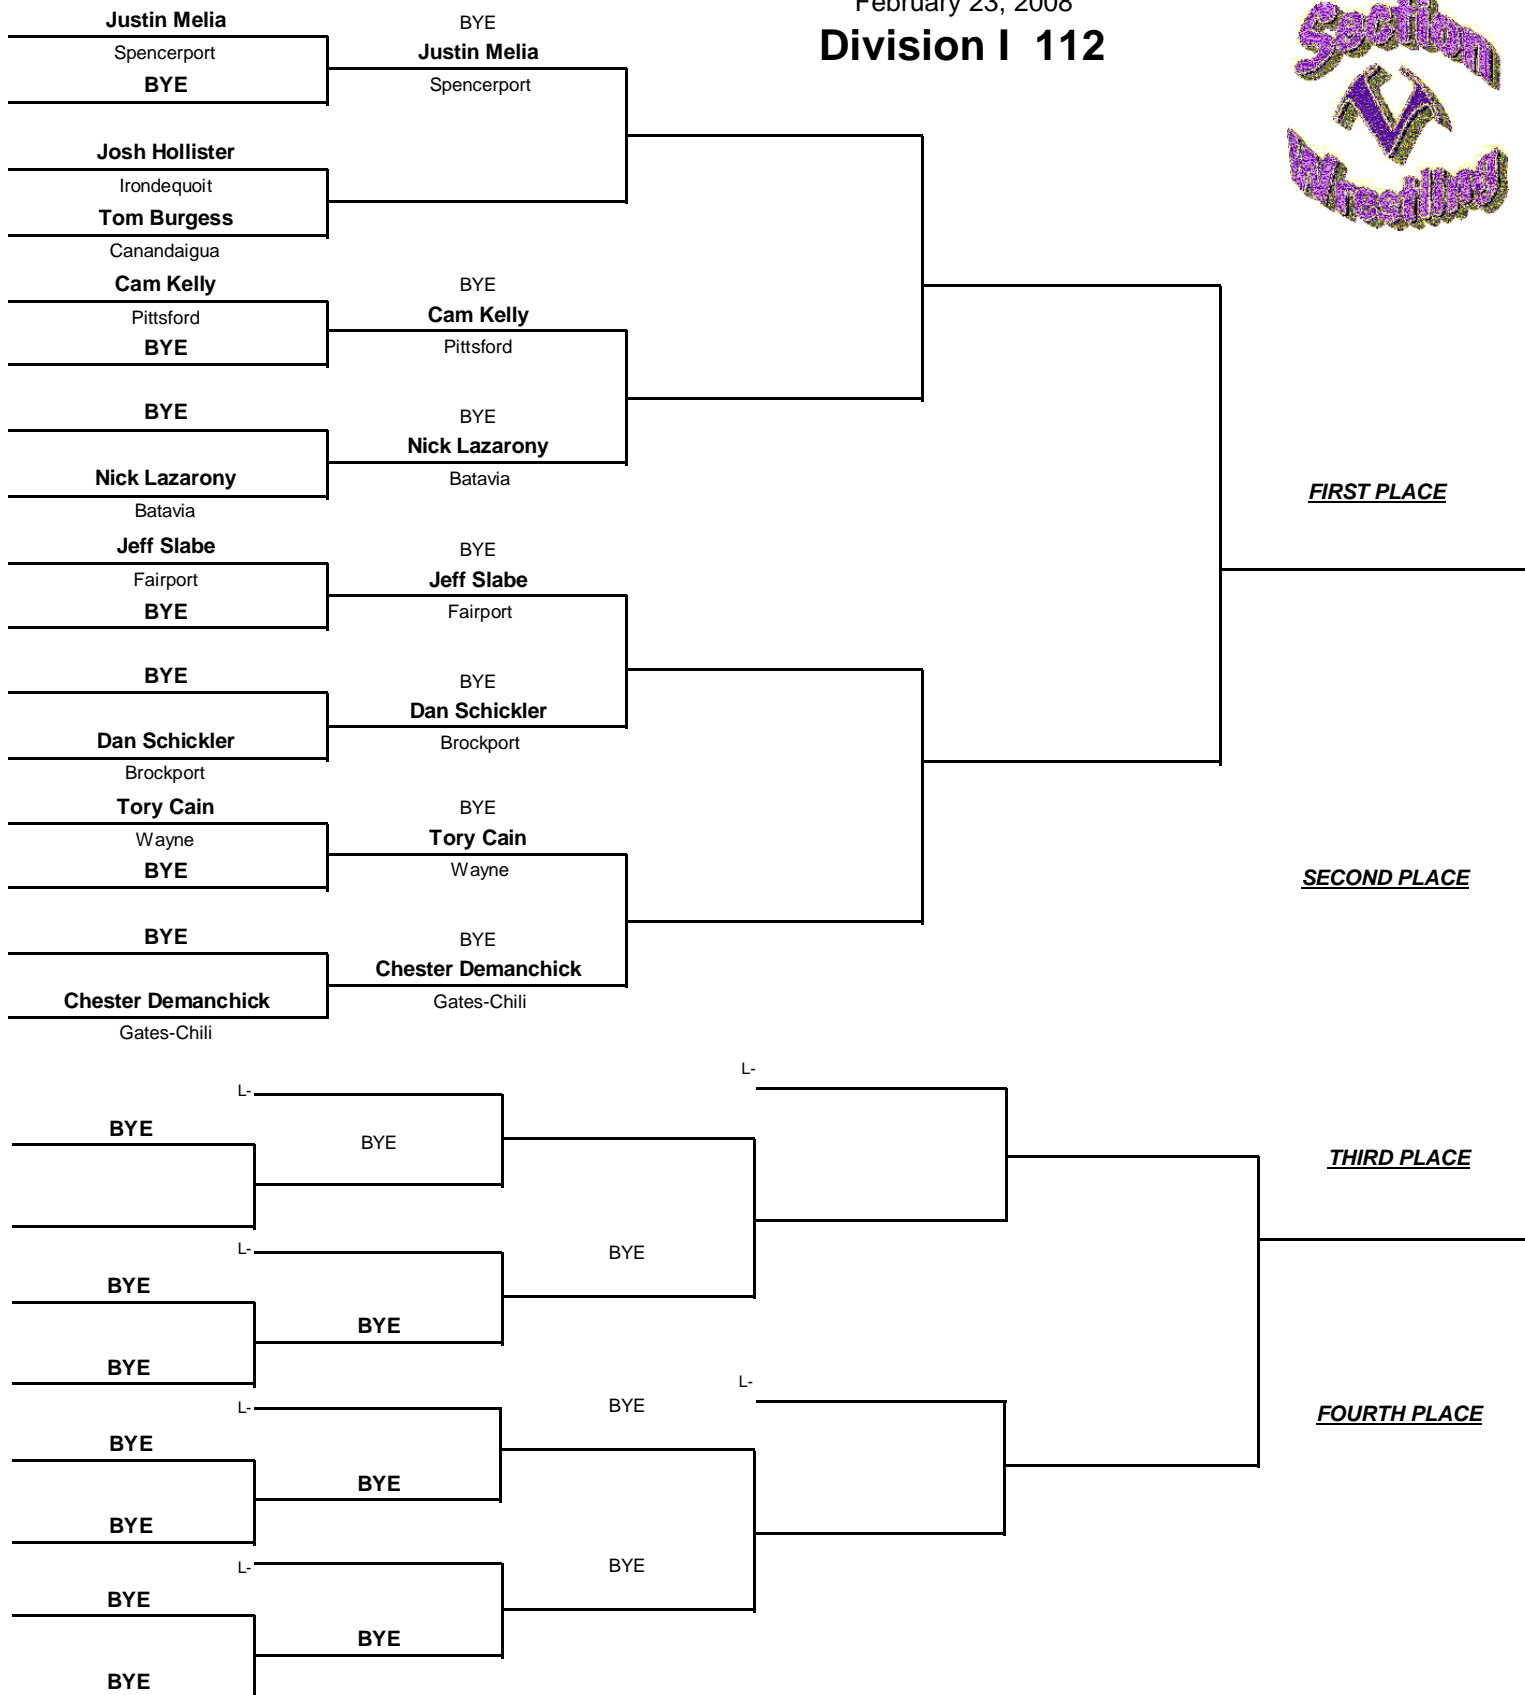 February 23, 2008
Division I 112
Section
V
Wrestling
Justin Melia
Spencerport
BYE
Josh Hollister
Irondequoit
Tom Burgess
Canandaigua
Cam Kelly
Pittsford
BYE
BYE
Nick Lazarony
Batavia
Jeff Slabe
Fairport
BYE
BYE
Dan Schickler
Brockport
Tory Cain
Wayne
BYE
BYE
Chester Demanchick
Gates-Chili
BYE
Justin Melia
Spencerport
BYE
Cam Kelly
Pittsford
BYE
Nick Lazarony
Batavia
BYE
Jeff Slabe
Fairport
BYE
Dan Schickler
Brockport
BYE
Tory Cain
Wayne
BYE
Chester Demanchick
Gates-Chili
FIRST PLACE
SECOND PLACE
L-
BYE
L-
BYE
BYE
L-
BYE
BYE
L-
BYE
BYE
BYE
BYE
BYE
BYE
BYE
BYE
BYE
L-
L-
THIRD PLACE
FOURTH PLACE